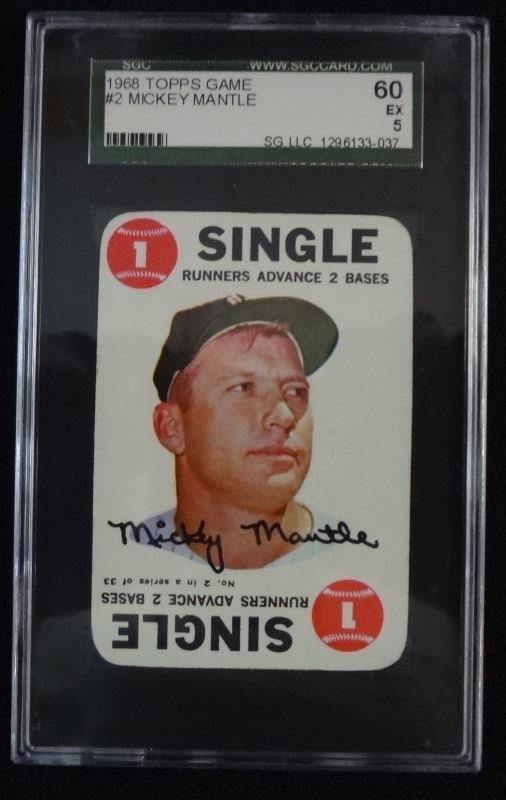 SGC WWW.SGCCARD.COM
1968 TOPPS GAME 60
#2 MICKEY MANTLE EX
5
SG,LLC 1296133-037
1 SINGLE
RUNNERS ADVANCE 2 BASES
Mickey Mantle
No. 2 in a series of 33
RUNNERS ADVANCE 2 BASES
SINGLE 1